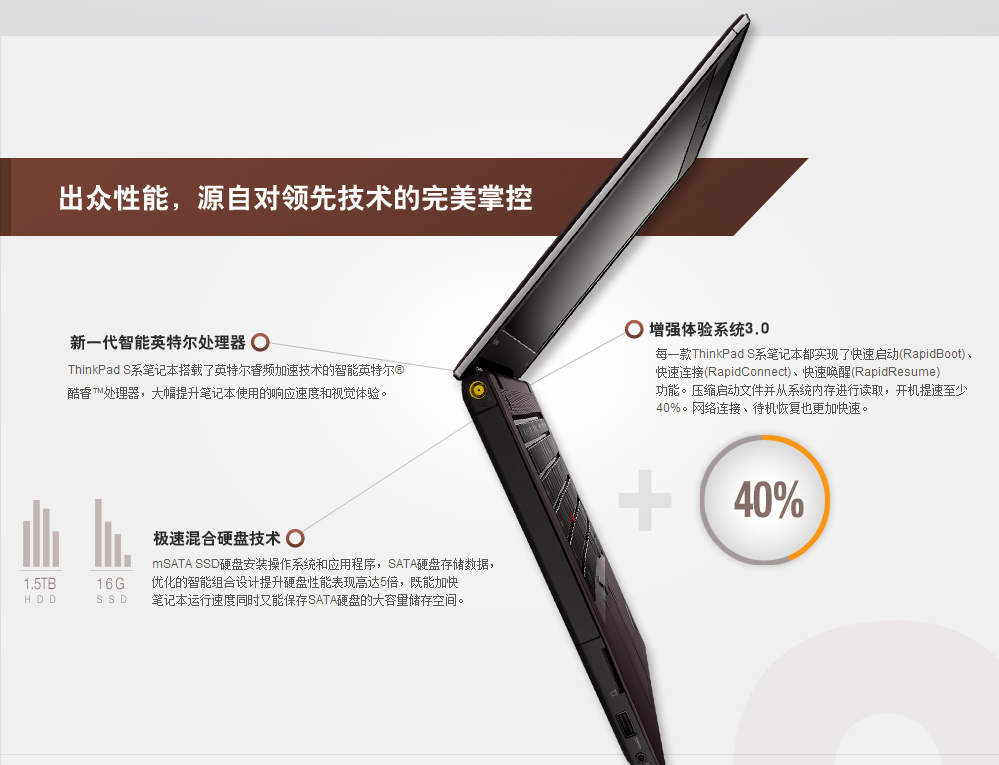 出众性能，源自对领先技术的完美掌控
新一代智能英特尔处理器
ThinkPad S系笔记本搭载了英特尔睿频加速技术的智能英特尔®
酷睿™处理器，大幅提升笔记本使用的响应速度和视觉体验。
增强体验系统3.0
每一款ThinkPad S系笔记本都实现了快速启动(RapidBoot)、
快速连接(RapidConnect)、快速唤醒(RapidResume)
功能。压缩启动文件并从系统内存进行读取，开机提速至少
40%。网络连接、待机恢复也更加快速。
40%
极速混合硬盘技术
mSATA SSD硬盘安装操作系统和应用程序，SATA硬盘存储数据，
优化的智能组合设计提升硬盘性能表现高达5倍，既能加快
笔记本运行速度同时又能保存SATA硬盘的大容量储存空间。
1.5TB
HDD
16G
SSD